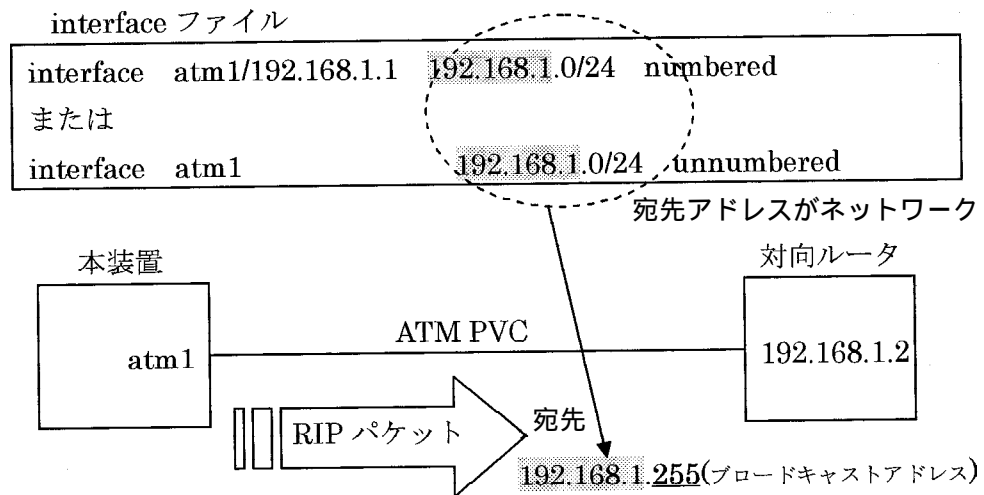 interface ファイル
interface atm1/192.168.1.1 192.168.1.0/24 numbered
または
interface atm1 192.168.1.0/24 unnumbered
宛先アドレスがネットワーク
本装置
対向ルータ
ATM PVC
atm1
192.168.1.2
RIP パケット
宛先
192.168.1.255(ブロードキャストアドレス)